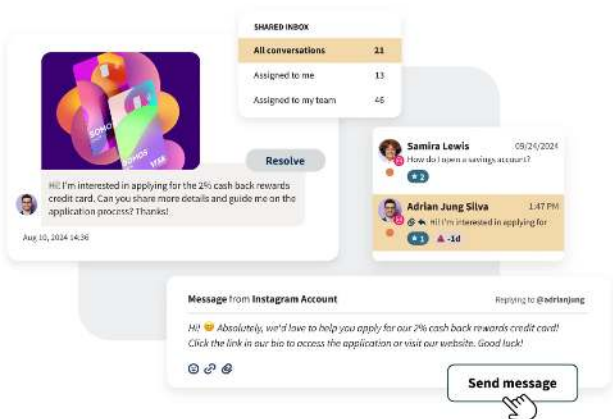 SHARED INBOX
All conversations 21
Assigned to me 13
Assigned to my team 46
SOMOS
SOMOS
VISA
Resolve
Hi! I'm interested in applying for the 2% cash back rewards
credit card. Can you share more details and guide me on the
application process? Thanks!
Aug 10, 2024 14:36
Samira Lewis 09/24/2024
How do I open a savings account?
★ 2
Adrian Jung Silva 1:47 PM
Hi! I'm interested in applying for
★ 1 -1d
Message from Instagram Account Replying to @adrianjung
Hi! 😊 Absolutely, we'd love to help you apply for our 2% cash back rewards credit card!
Click the link in our bio to access the application or visit our website. Good luck!
Send message